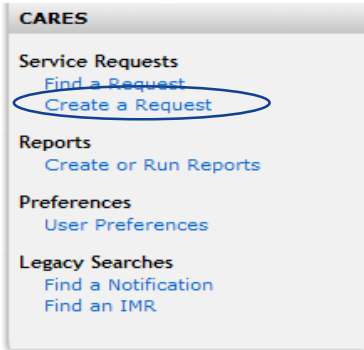 CARES
Service Requests
Find a Request
Create a Request
Reports
Create or Run Reports
Preferences
User Preferences
Legacy Searches
Find a Notification
Find an IMR